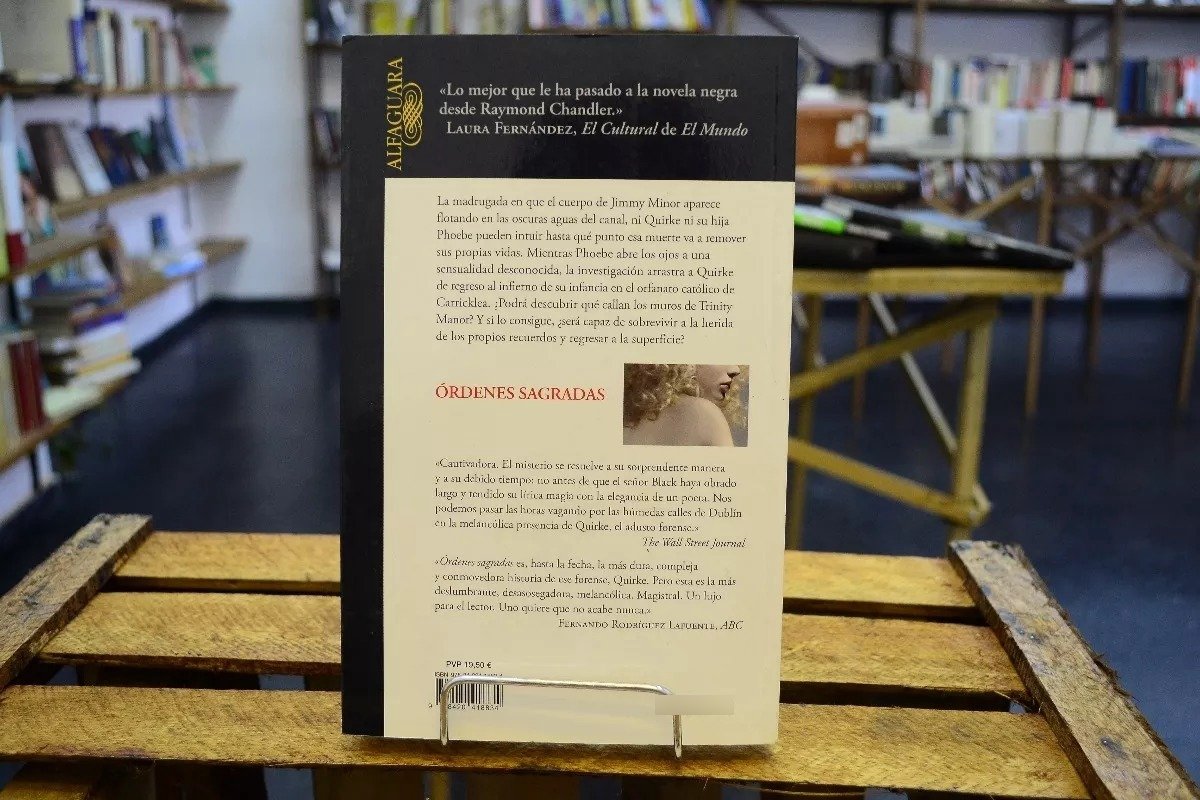 ALFAGUARA
«Lo mejor que le ha pasado a la novela negra
desde Raymond Chandler.»
LAURA FERNÁNDEZ, El Cultural de El Mundo
La madrugada en que el cuerpo de Jimmy Minor aparece
flotando en las oscuras aguas del canal, ni Quirke ni su hija
Phoebe pueden intuir hasta qué punto esa muerte va a remover
sus propias vidas. Mientras Phoebe abre los ojos a una
sensualidad desconocida, la investigación arrastra a Quirke
de regreso al infierno de su infancia en el orfanato católico de
Carricklea. ¿Podrá descubrir qué callan los muros de Trinity
Manor? Y si lo consigue, ¿será capaz de sobrevivir a la herida
de los propios recuerdos y regresar a la superficie?
ÓRDENES SAGRADAS
«Cautivadora. El misterio se resuelve a su sorprendente manera
y a su debido tiempo: no antes de que el señor Black haya obrado
largo y tendido su lírica magia con la elegancia de un poeta. Nos
podemos pasar las horas vagando por las húmedas calles de Dublín
en la melancólica presencia de Quirke, el adusto forense.»
The Wall Street Journal
«Órdenes sagradas es, hasta la fecha, la más dura, compleja
y conmovedora historia de ese forense, Quirke. Pero esta es la más
deslumbrante, desasosegadora, melancólica. Magistral. Un lujo
para el lector. Uno quiere que no acabe nunca.»
FERNANDO RODRÍGUEZ LAFUENTE, ABC
PVP 19,50 €
ISBN
9 788420 418834